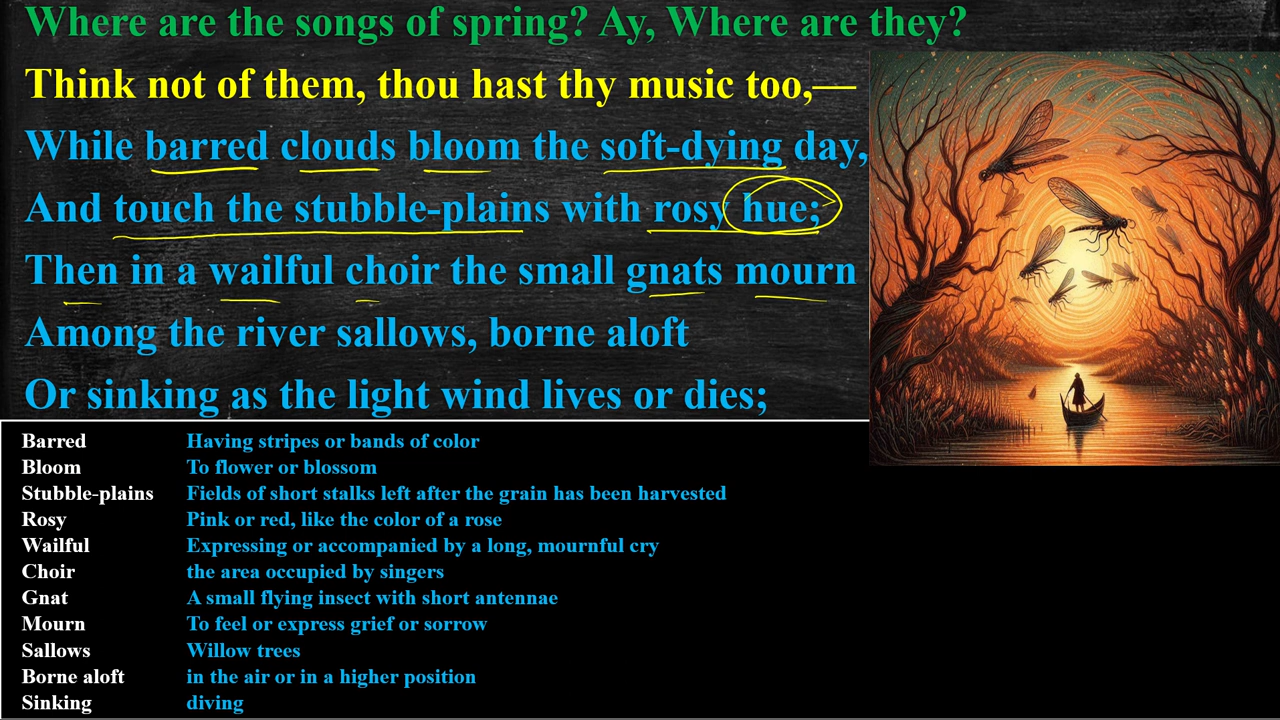 Where are the songs of spring? Ay, Where are they?
Think not of them, thou hast thy music too,—
While barred clouds bloom the soft-dying day,
And touch the stubble-plains with rosy hue;
Then in a wailful choir the small gnats mourn
Among the river sallows, borne aloft
Or sinking as the light wind lives or dies;
Barred Having stripes or bands of color
Bloom To flower or blossom
Stubble-plains Fields of short stalks left after the grain has been harvested
Rosy Pink or red, like the color of a rose
Wailful Expressing or accompanied by a long, mournful cry
Choir the area occupied by singers
Gnat A small flying insect with short antennae
Mourn To feel or express grief or sorrow
Sallows Willow trees
Borne aloft in the air or in a higher position
Sinking diving